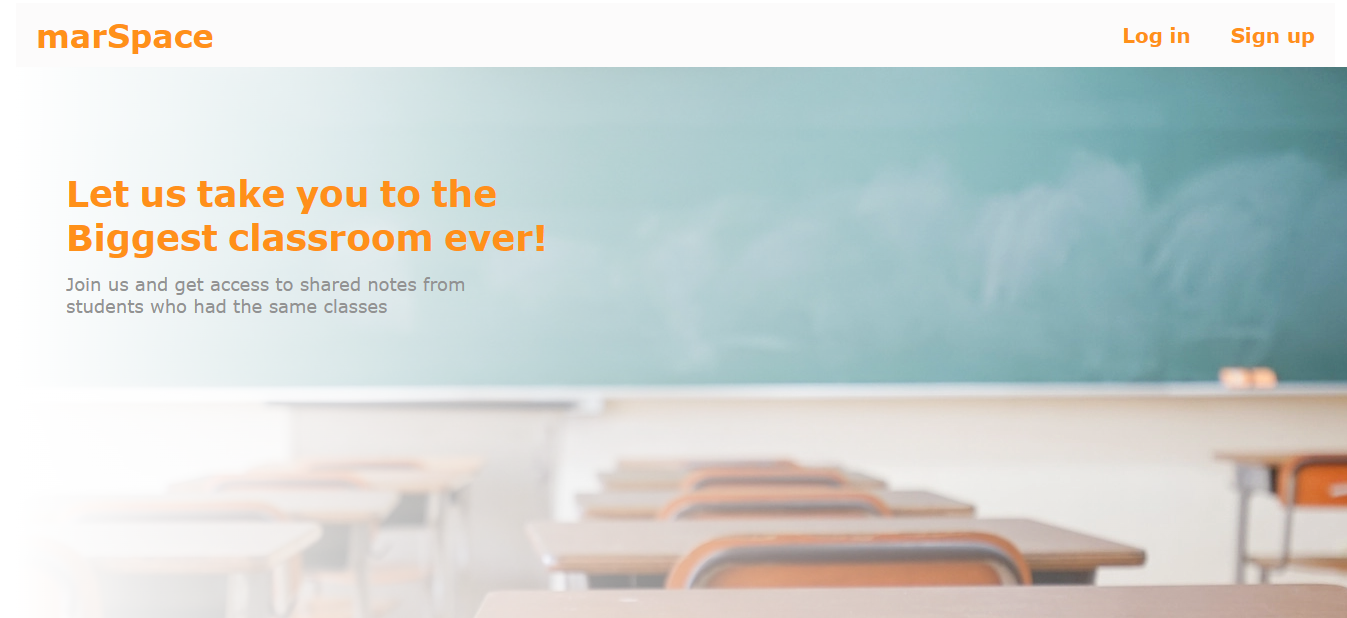 marSpace
Log in
Sign up
Let us take you to the
Biggest classroom ever!
Join us and get access to shared notes from
students who had the same classes